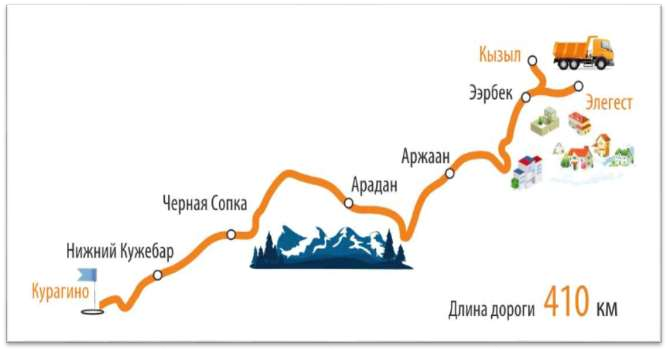 Кызыл
Ээрбек
Элегест
Аржаан
Арадан
Черная Сопка
Нижний Кужебар
Курагино
Длина дороги 410 км